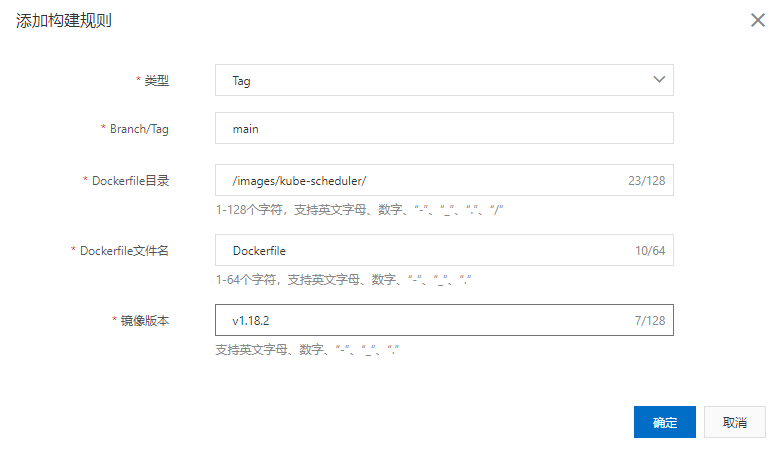 添加构建规则
* 类型 Tag
* Branch/Tag main
* Dockerfile目录 /images/kube-scheduler/ 23/128
1-128个字符，支持英文字母、数字、“-”、“_”、“.”、“/”
* Dockerfile文件名 Dockerfile 10/64
1-64个字符，支持英文字母、数字、“-”、“_”、“.”
* 镜像版本 v1.18.2 7/128
支持英文字母、数字、“-”、“_”、“.”
确定 取消